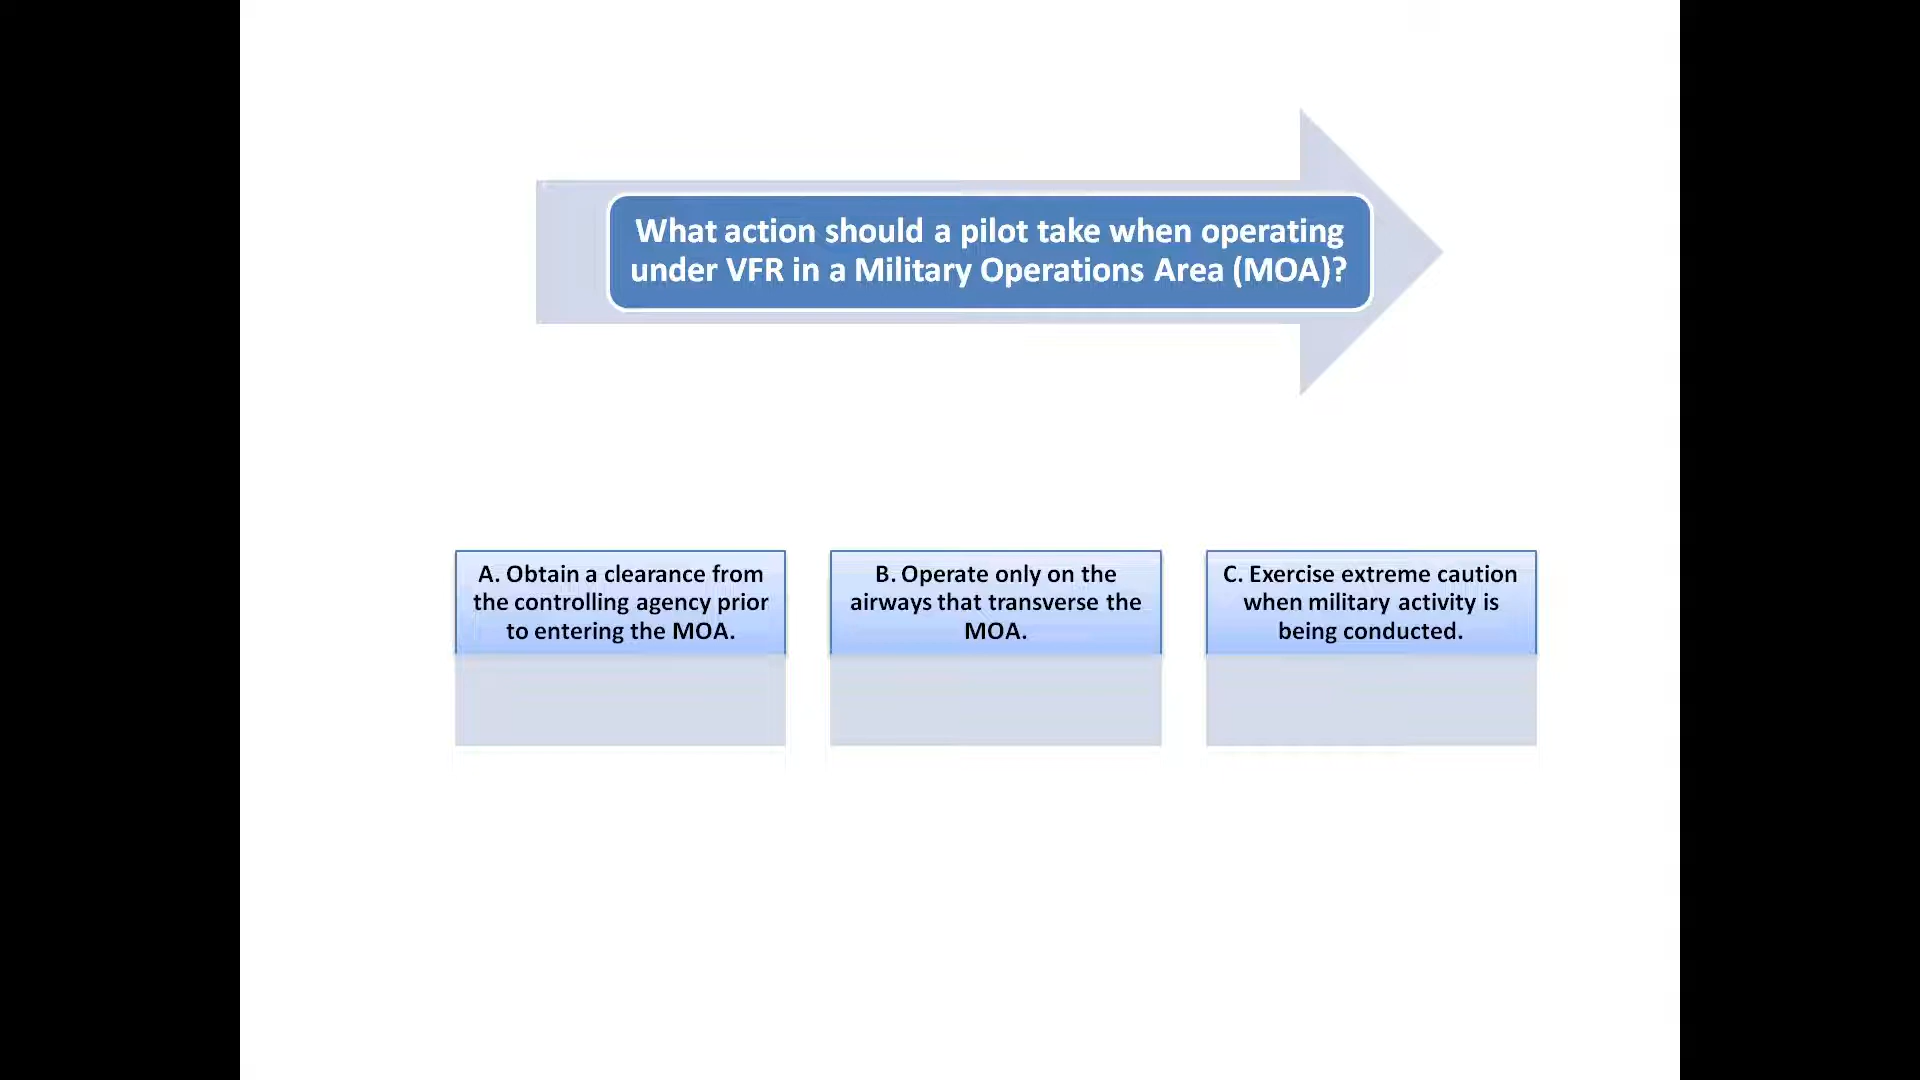 What action should a pilot take when operating
under VFR in a Military Operations Area (MOA)?
A. Obtain a clearance from
the controlling agency prior
to entering the MOA.
B. Operate only on the
airways that transverse the
MOA.
C. Exercise extreme caution
when military activity is
being conducted.